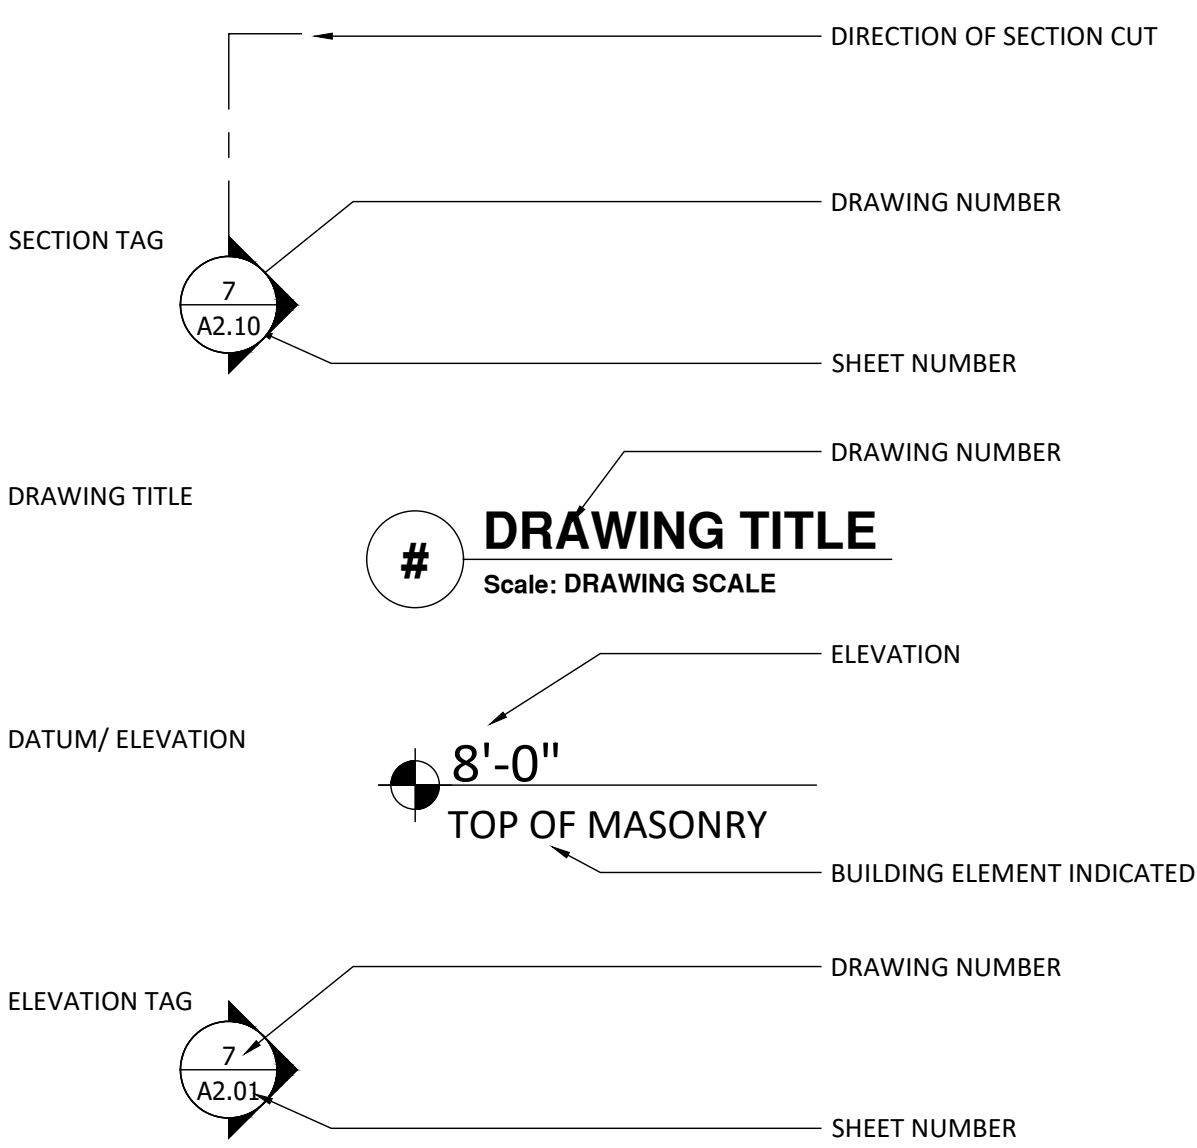 DIRECTION OF SECTION CUT
DRAWING NUMBER
SECTION TAG
7
A2.10
SHEET NUMBER
DRAWING NUMBER
DRAWING TITLE
# DRAWING TITLE
Scale: DRAWING SCALE
ELEVATION
DATUM/ ELEVATION
8'-0"
TOP OF MASONRY
BUILDING ELEMENT INDICATED
DRAWING NUMBER
ELEVATION TAG
7
A2.01
SHEET NUMBER